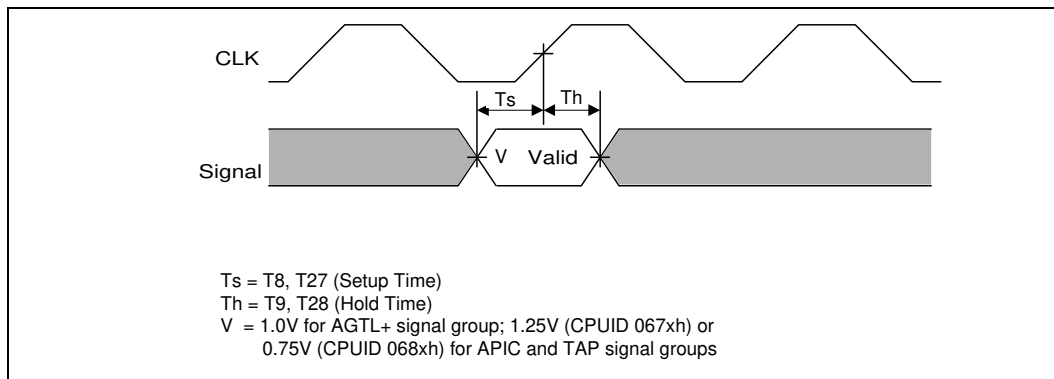 CLK
Ts Th
V Valid
Signal
Ts = T8, T27 (Setup Time)
Th = T9, T28 (Hold Time)
V = 1.0V for AGTL+ signal group; 1.25V (CPUID 067xh) or
0.75V (CPUID 068xh) for APIC and TAP signal groups